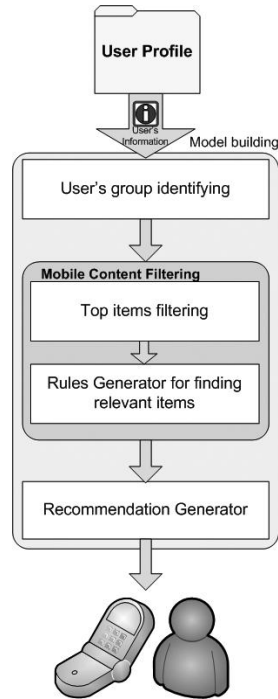 User Profile
User's
Information
Model building
User's group identifying
Mobile Content Filtering
Top items filtering
Rules Generator for finding
relevant items
Recommendation Generator